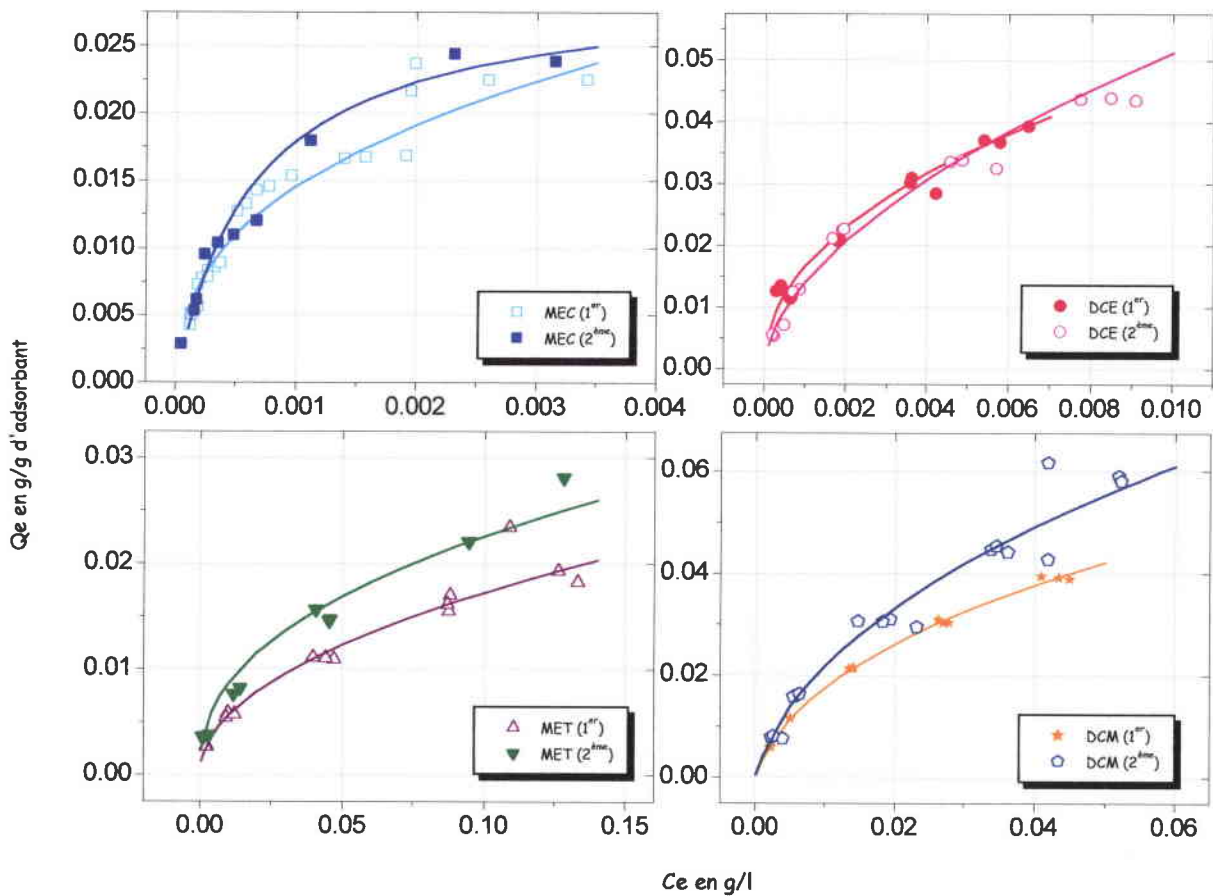 Qe en g/g d'adsorbant
0.025
0.020
0.015
0.010
0.005
0.000
0.000 0.001 0.002 0.003 0.004
MEC (1er)
MEC (2ème)
0.05
0.04
0.03
0.02
0.01
0.00
0.000 0.002 0.004 0.006 0.008 0.010
DCE (1er)
DCE (2ème)
0.03
0.02
0.01
0.00
0.00 0.05 0.10 0.15
MET (1er)
MET (2ème)
0.06
0.04
0.02
0.00
0.00 0.02 0.04 0.06
DCM (1er)
DCM (2ème)
Ce en g/l